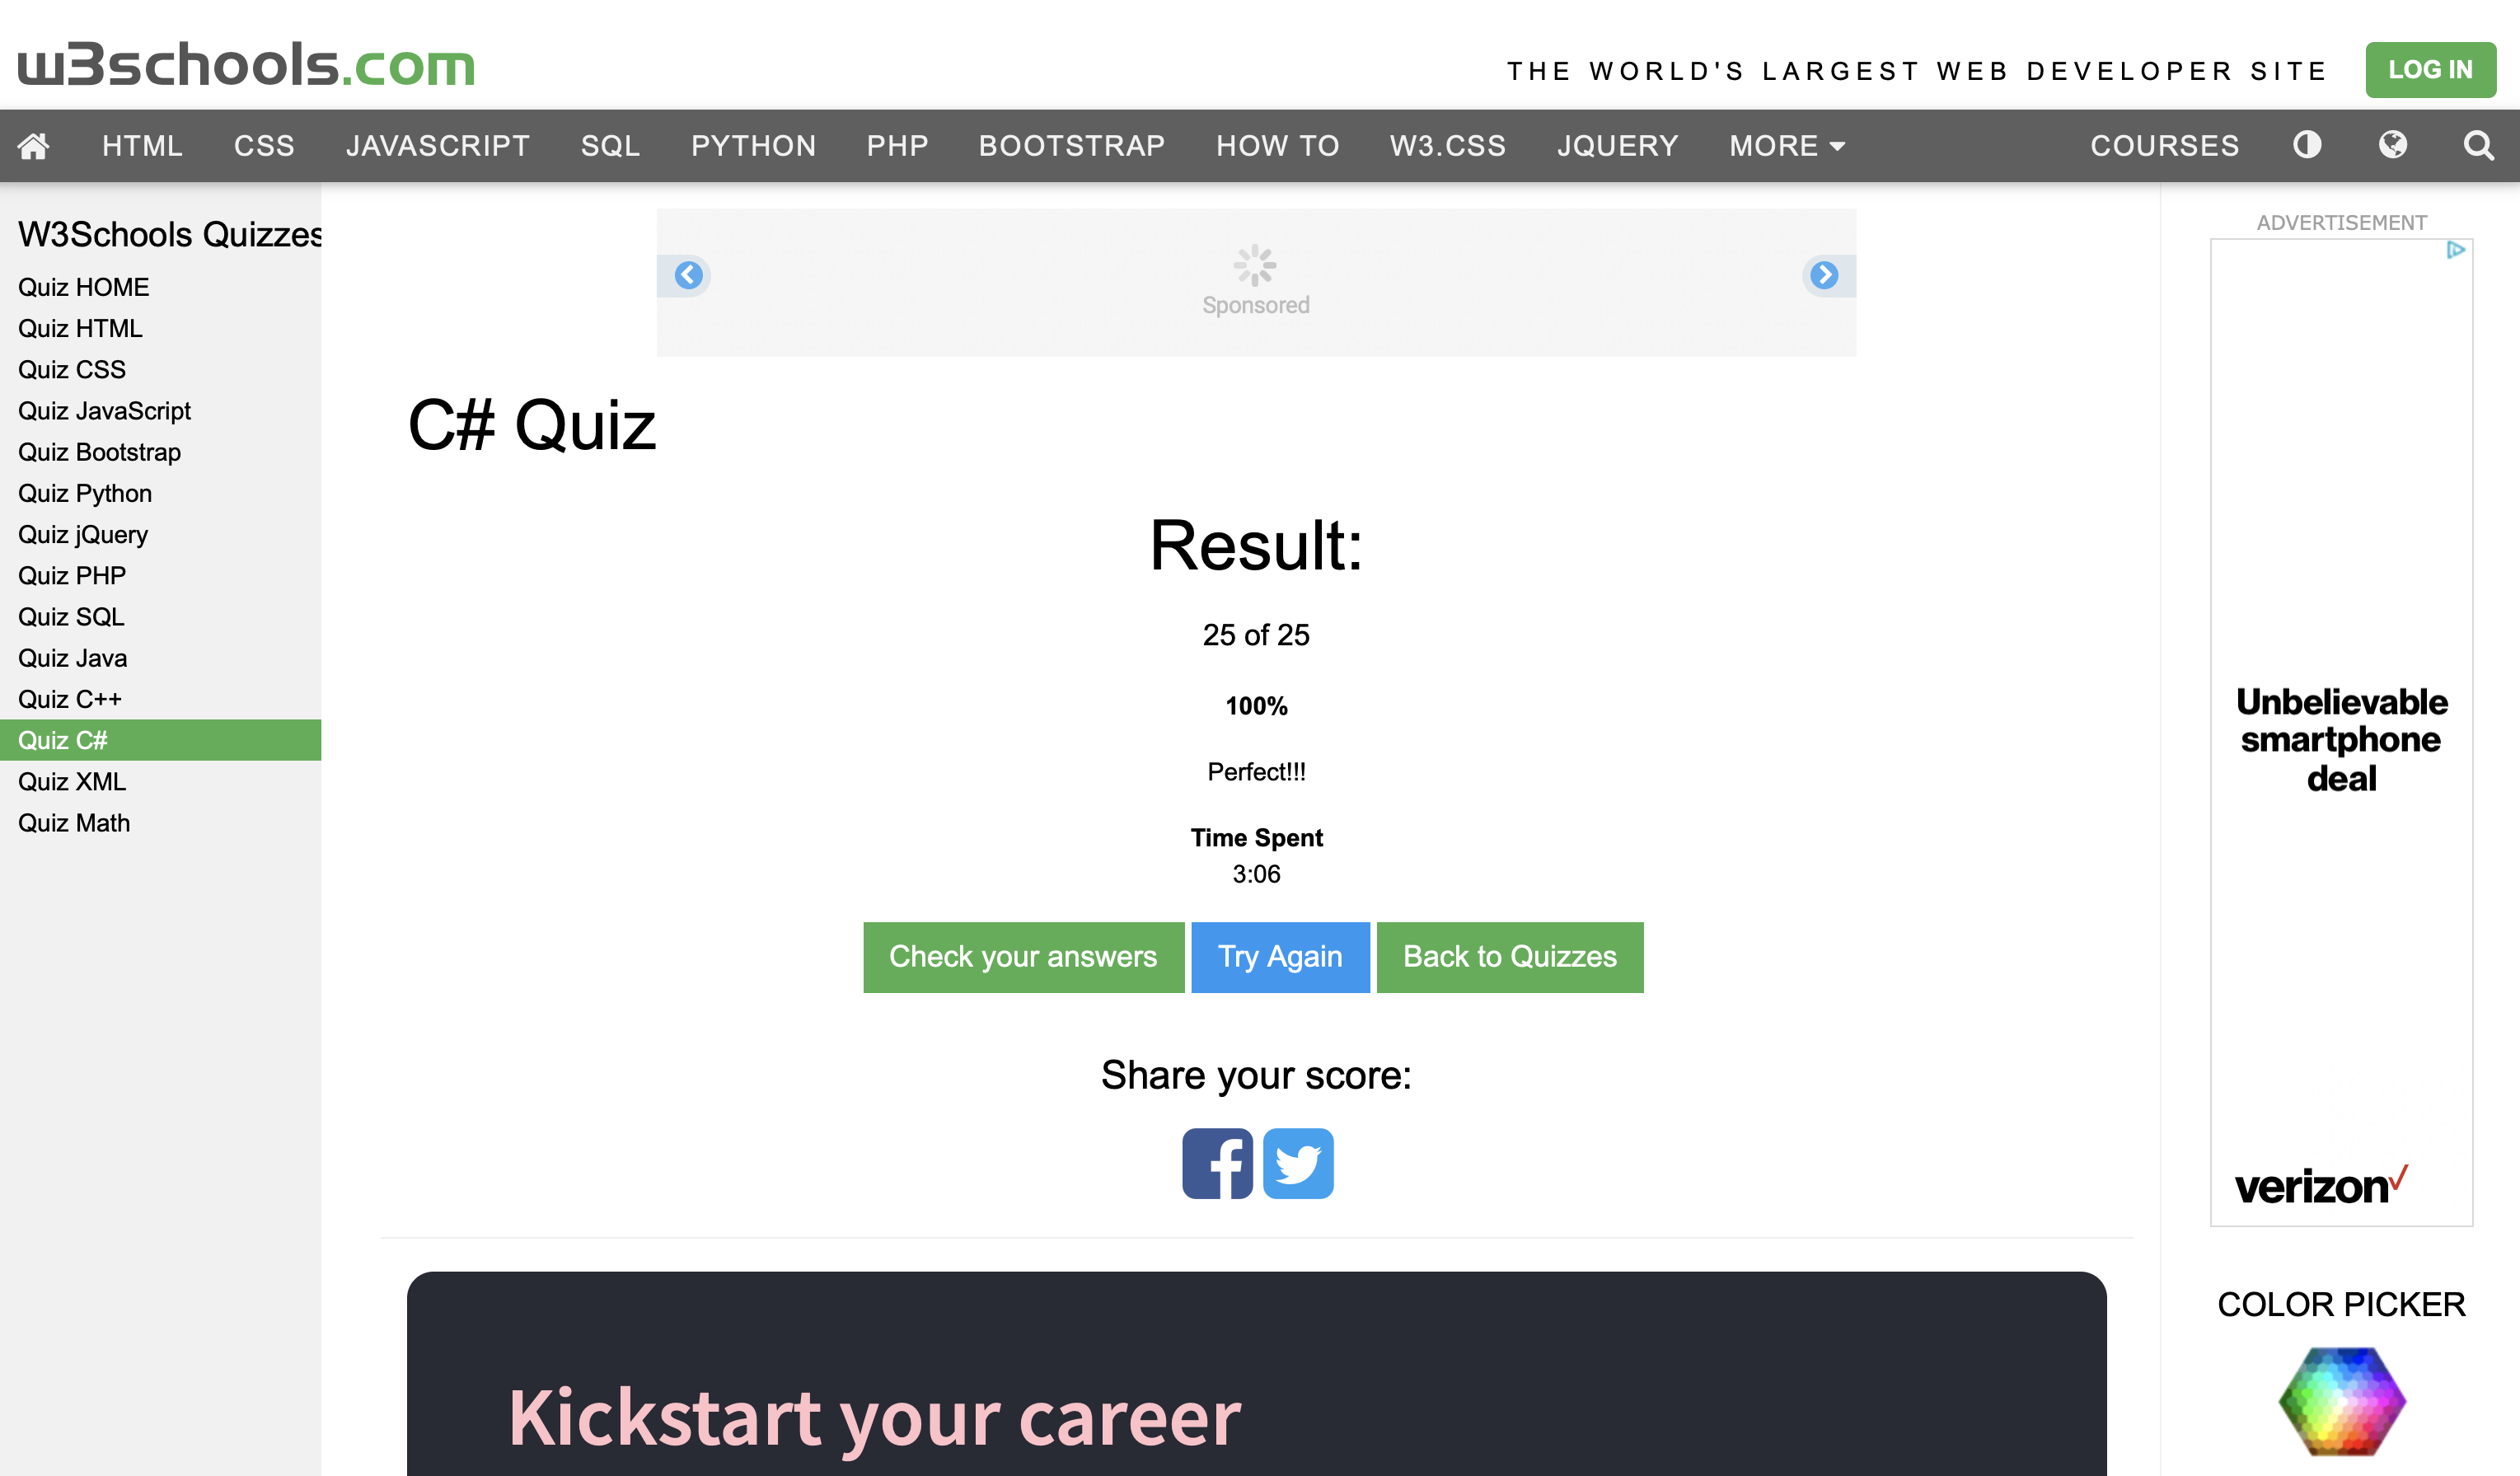 w3schools.com
THE WORLD'S LARGEST WEB DEVELOPER SITE
LOG IN
HTML CSS JAVASCRIPT SQL PYTHON PHP BOOTSTRAP HOW TO W3.CSS JQUERY MORE COURSES
W3Schools Quizzes
Quiz HOME
Quiz HTML
Quiz CSS
Quiz JavaScript
Quiz Bootstrap
Quiz Python
Quiz jQuery
Quiz PHP
Quiz SQL
Quiz Java
Quiz C++
Quiz C#
Quiz XML
Quiz Math
Sponsored
C# Quiz
Result:
25 of 25
100%
Perfect!!!
Time Spent
3:06
Check your answers
Try Again
Back to Quizzes
Share your score:
Kickstart your career
ADVERTISEMENT
Unbelievable
smartphone
deal
verizon
COLOR PICKER